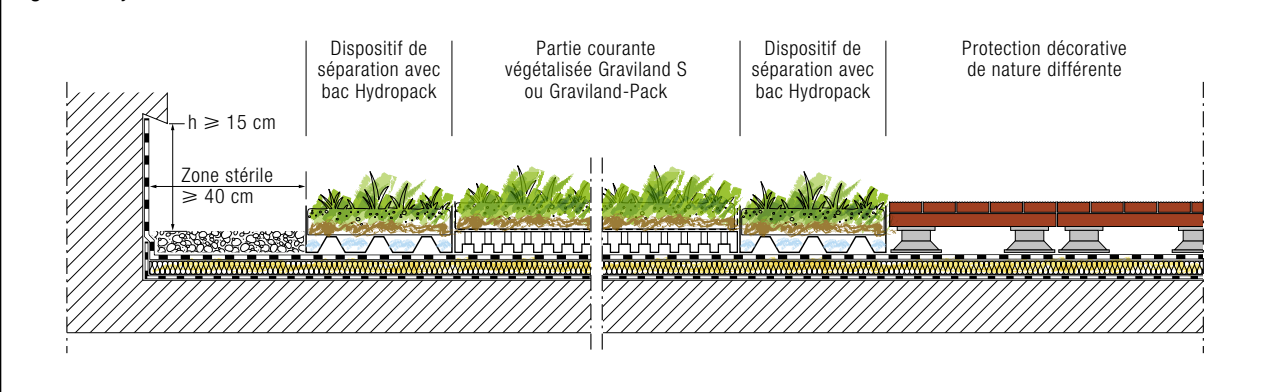 Dispositif de
séparation avec
bac Hydropack
Partie courante
végétalisée Graviland S
ou Graviland-Pack
Dispositif de
séparation avec
bac Hydropack
Protection décorative
de nature différente
h ⩾ 15 cm
Zone stérile
⩾ 40 cm